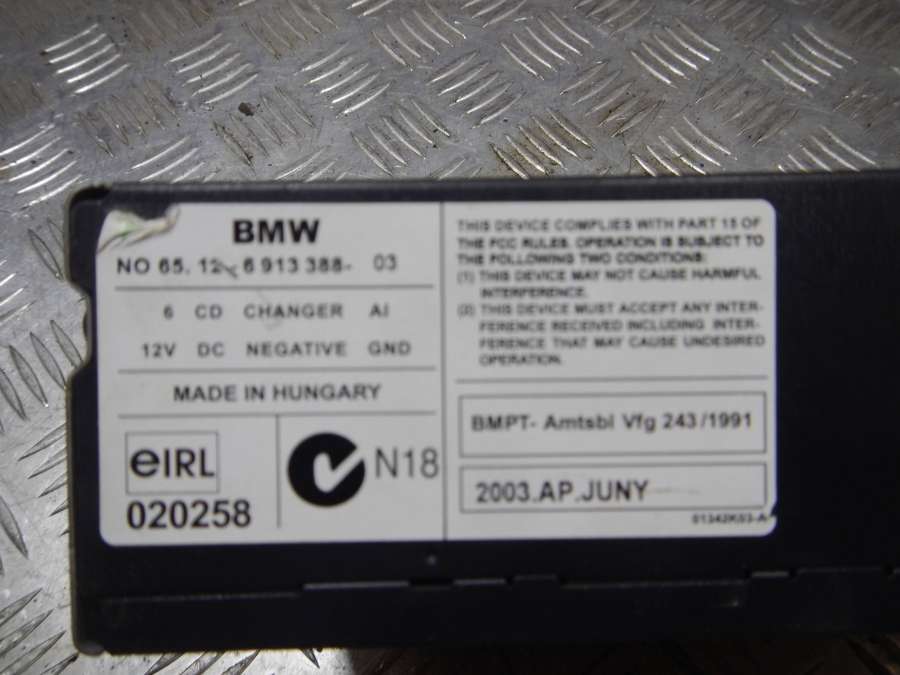 BMW
NO 65.12-6 913 388- 03
6 CD CHANGER AI
12V DC NEGATIVE GND
MADE IN HUNGARY
eIRL
020258
N18
THIS DEVICE COMPLIES WITH PART 15 OF
THE FCC RULES. OPERATION IS SUBJECT TO
THE FOLLOWING TWO CONDITIONS:
(1) THIS DEVICE MAY NOT CAUSE HARMFUL
INTERFERENCE.
(2) THIS DEVICE MUST ACCEPT ANY INTER-
FERENCE RECEIVED INCLUDING INTER-
FERENCE THAT MAY CAUSE UNDESIRED
OPERATION.
BMPT- Amtsbl Vfg 243/1991
2003.AP.JUNY
01342K03-A